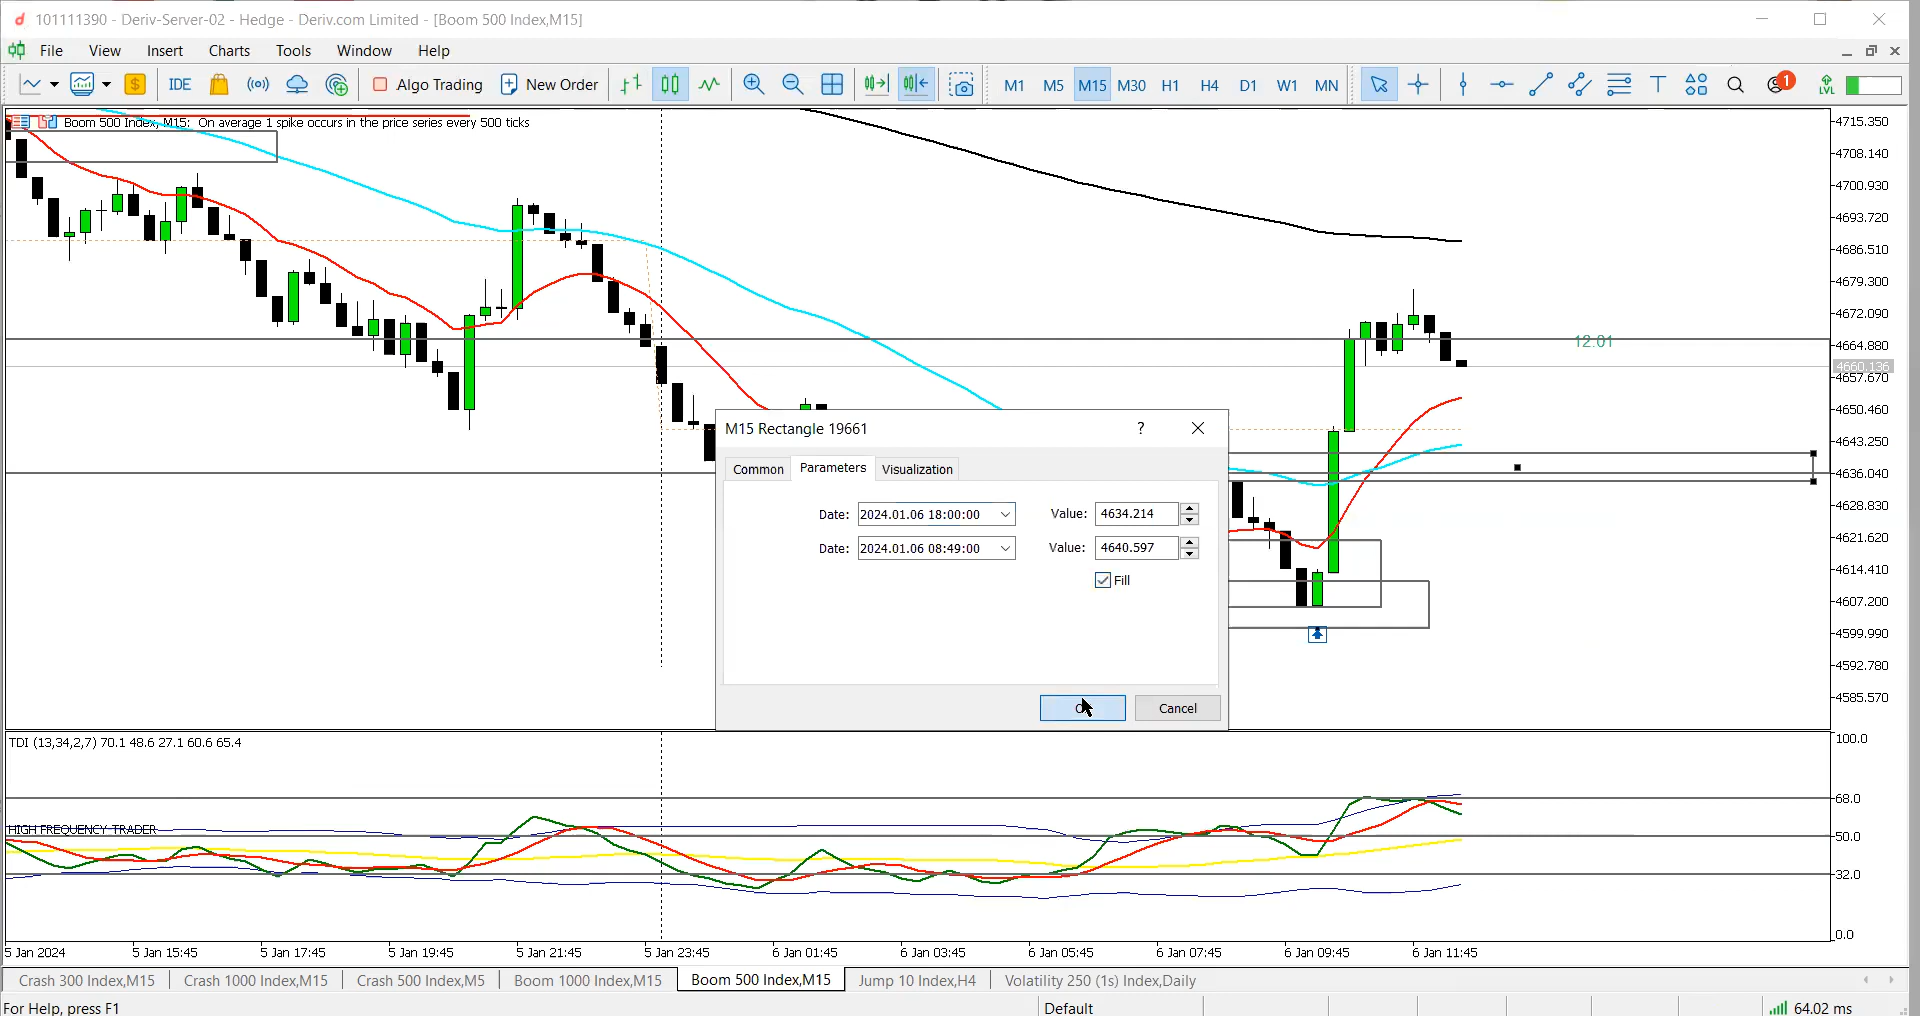 101111390 - Deriv-Server-02 - Hedge - Deriv.com Limited - [Boom 500 Index,M15]
File View Insert Charts Tools Window Help
IDE Algo Trading New Order M1 M5 M15 M30 H1 H4 D1 W1 MN T 1 LVL
Boom 500 Index, M15: On average 1 spike occurs in the price series every 500 ticks
4715.350
4708.140
4700.930
4693.720
4686.510
4679.300
4672.090
12.01
4664.880
4660.136
4657.670
4650.460
4643.250
4636.040
4628.830
4621.620
4614.410
4607.200
4599.990
4592.780
4585.570
M15 Rectangle 19661
Common Parameters Visualization
Date: 2024.01.06 18:00:00 Value: 4634.214
Date: 2024.01.06 08:49:00 Value: 4640.597
Fill
Cancel
TDI (13,34,2,7) 70.1 48.6 27.1 60.6 65.4
100.0
68.0
HIGH FREQUENCY TRADER
50.0
32.0
0.0
5 Jan 2024 5 Jan 15:45 5 Jan 17:45 5 Jan 19:45 5 Jan 21:45 5 Jan 23:45 6 Jan 01:45 6 Jan 03:45 6 Jan 05:45 6 Jan 07:45 6 Jan 09:45 6 Jan 11:45
Crash 300 Index,M15 Crash 1000 Index,M15 Crash 500 Index,M5 Boom 1000 Index,M15 Boom 500 Index,M15 Jump 10 Index,H4 Volatility 250 (1s) Index,Daily
For Help, press F1 Default 64.02 ms